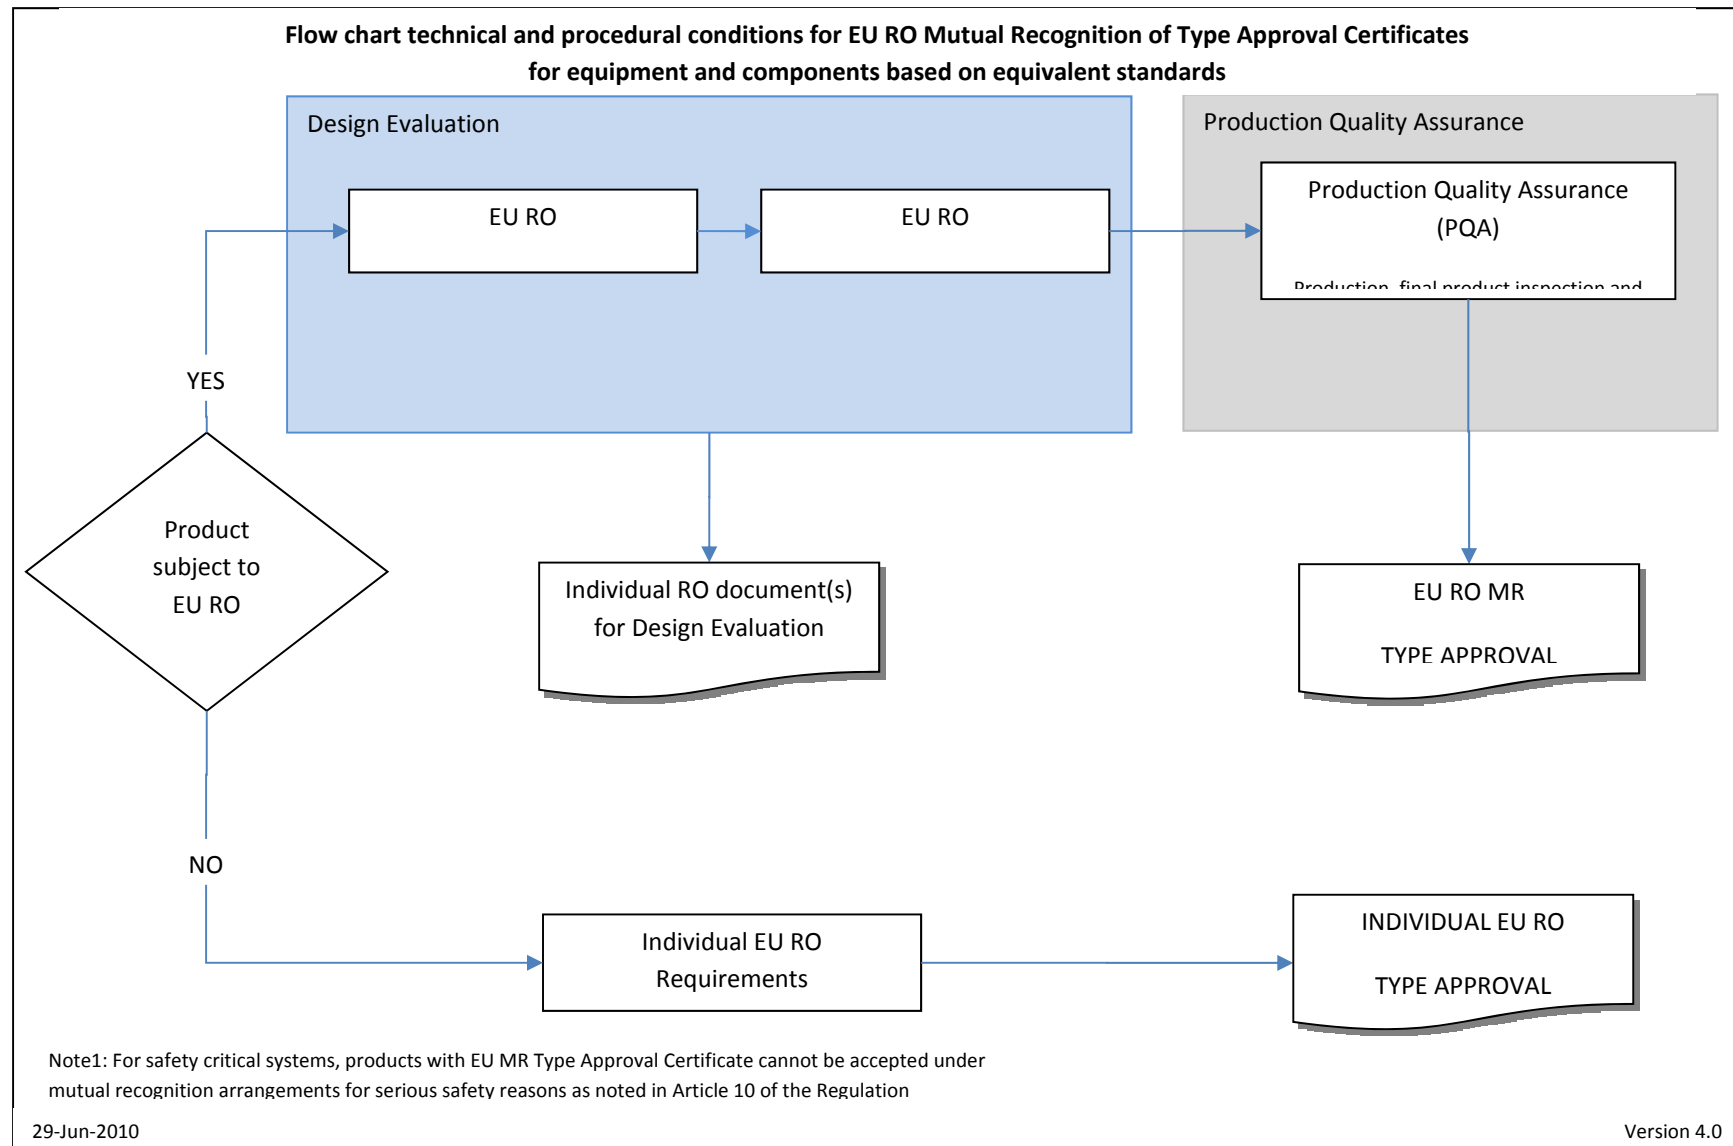 Flow chart technical and procedural conditions for EU RO Mutual Recognition of Type Approval Certificates
for equipment and components based on equivalent standards
Design Evaluation
Production Quality Assurance
EU RO
EU RO
Production Quality Assurance
(PQA)
Production, final product inspection and
YES
Product
subject to
EU RO
Individual RO document(s)
for Design Evaluation
EU RO MR
TYPE APPROVAL
NO
Individual EU RO
Requirements
INDIVIDUAL EU RO
TYPE APPROVAL
Note1: For safety critical systems, products with EU MR Type Approval Certificate cannot be accepted under
mutual recognition arrangements for serious safety reasons as noted in Article 10 of the Regulation
29-Jun-2010
Version 4.0